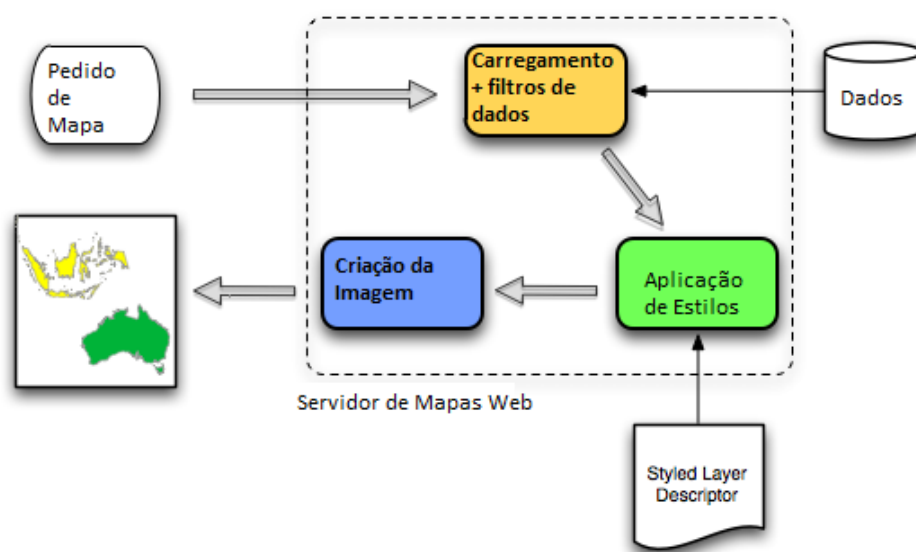 Pedido
de
Mapa
Carregamento
+ filtros de
dados
Dados
Criação da
Imagem
Aplicação
de Estilos
Servidor de Mapas Web
Styled Layer
Descriptor